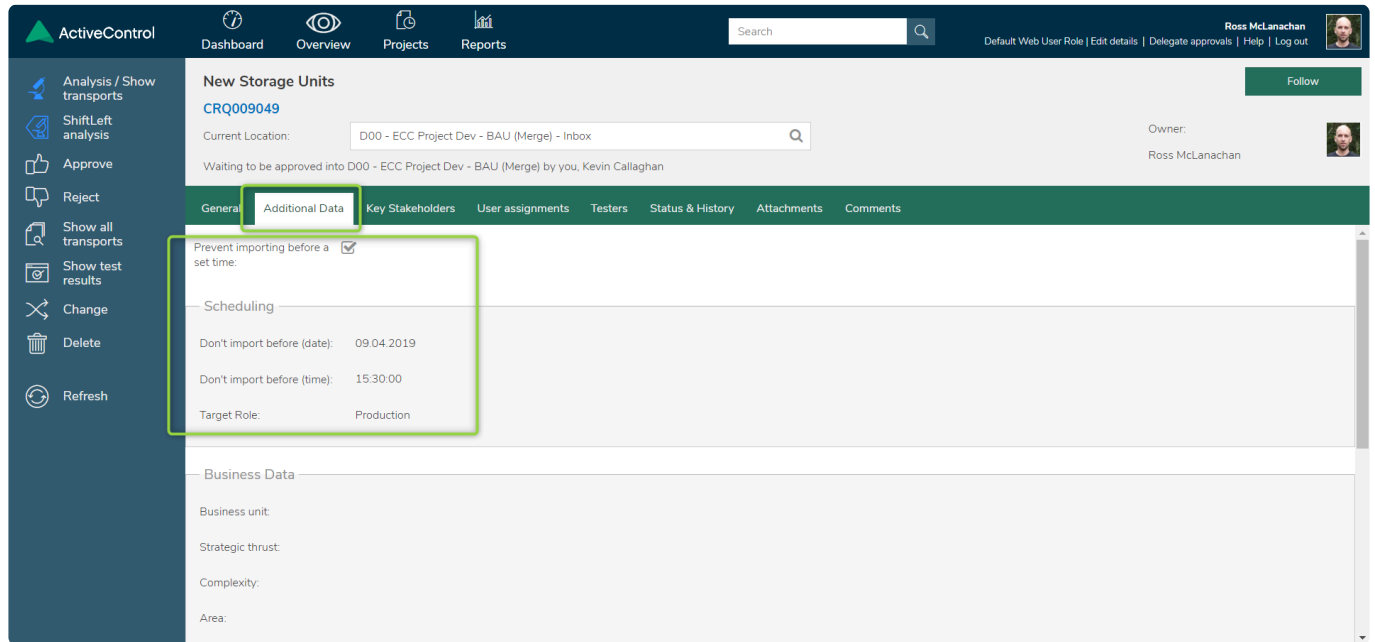 ActiveControl
Dashboard
Overview
Projects
Reports
Search
Ross McLanachan
Default Web User Role | Edit details | Delegate approvals | Help | Log out
Analysis / Show
transports
ShiftLeft
analysis
Approve
Reject
Show all
transports
Show test
results
Change
Delete
Refresh
New Storage Units
Follow
CRQ009049
Current Location: D00 - ECC Project Dev - BAU (Merge) - Inbox
Owner:
Ross McLanachan
Waiting to be approved into D00 - ECC Project Dev - BAU (Merge) by you, Kevin Callaghan
General Additional Data Key Stakeholders User assignments Testers Status & History Attachments Comments
Prevent importing before a
set time:
Scheduling
Don't import before (date): 09.04.2019
Don't import before (time): 15:30:00
Target Role: Production
Business Data
Business unit:
Strategic thrust:
Complexity:
Area: